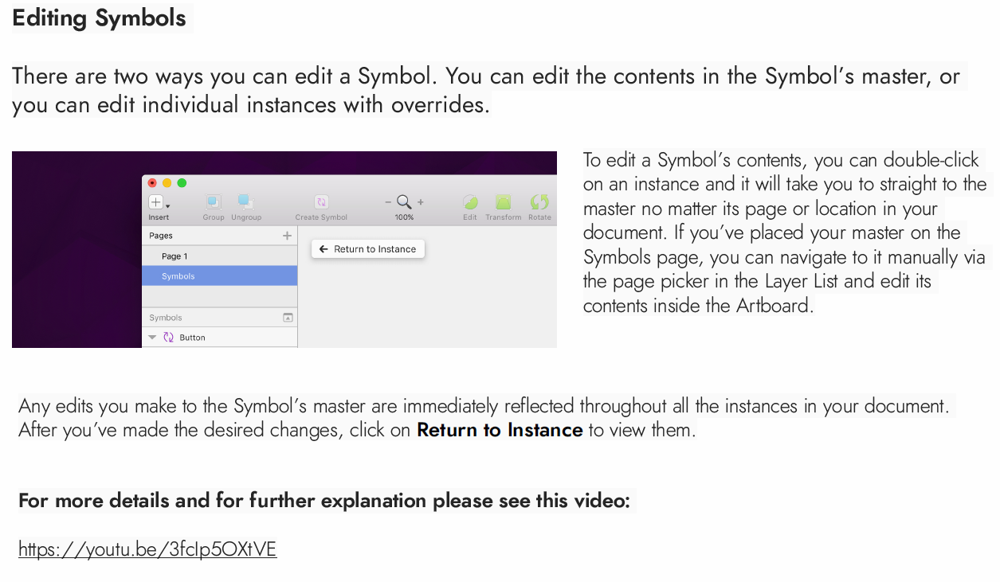 Editing Symbols
There are two ways you can edit a Symbol. You can edit the contents in the Symbol’s master, or
you can edit individual instances with overrides.
Insert
Group
Ungroup
Create Symbol
100%
Edit
Transform
Rotate
Pages
Page 1
Symbols
Return to Instance
Symbols
Button
To edit a Symbol’s contents, you can double-click
on an instance and it will take you to straight to the
master no matter its page or location in your
document. If you’ve placed your master on the
Symbols page, you can navigate to it manually via
the page picker in the Layer List and edit its
contents inside the Artboard.
Any edits you make to the Symbol’s master are immediately reflected throughout all the instances in your document.
After you’ve made the desired changes, click on Return to Instance to view them.
For more details and for further explanation please see this video:
https://youtu.be/3fcIp5OXtVE